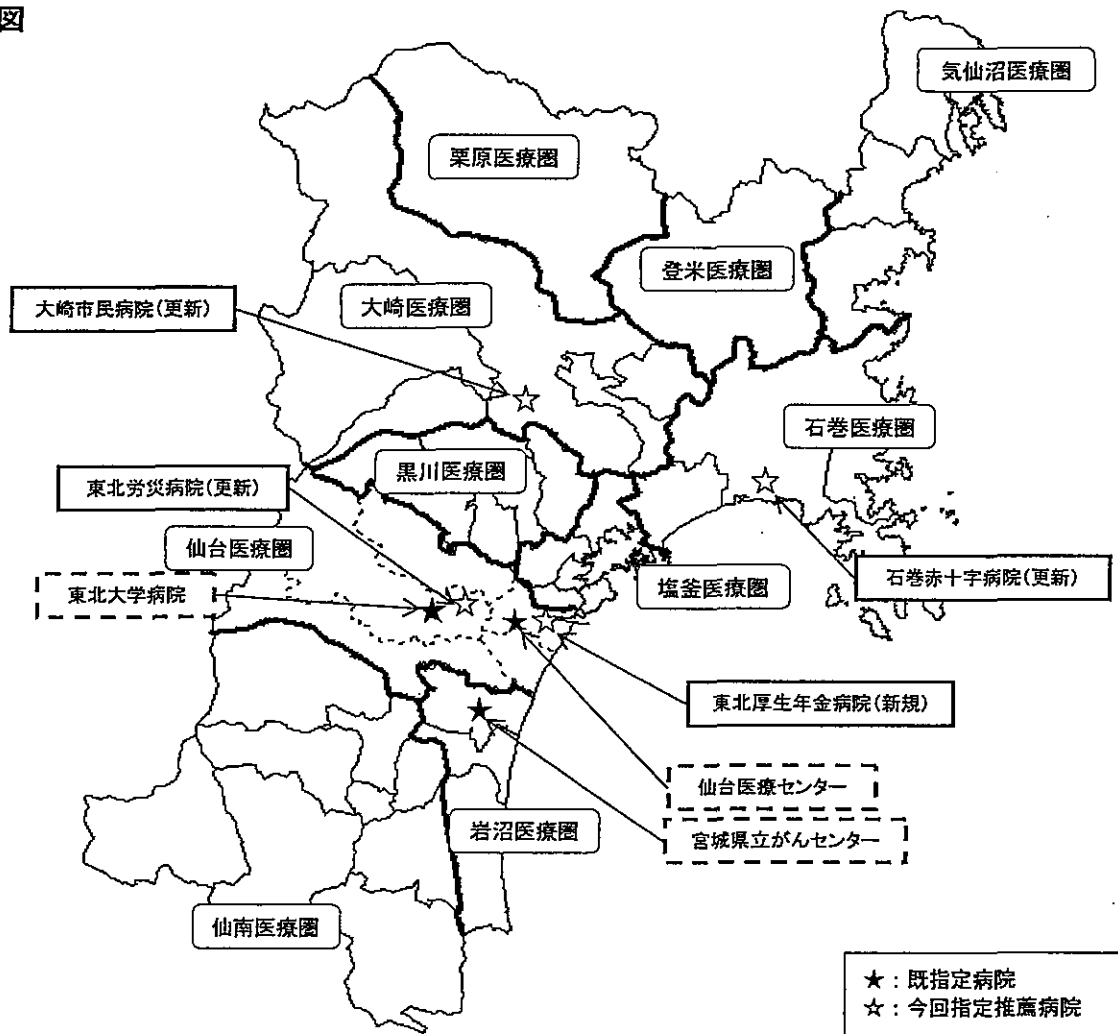 図
気仙沼医療圏
栗原医療圏
登米医療圏
大崎医療圏
大崎市民病院(更新)
石巻医療圏
黒川医療圏
東北労災病院(更新)
仙台医療圏
塩釜医療圏
石巻赤十字病院(更新)
東北大学病院
東北厚生年金病院(新規)
仙台医療センター
岩沼医療圏
宮城県立がんセンター
仙南医療圏
★:既指定病院
☆:今回指定推薦病院